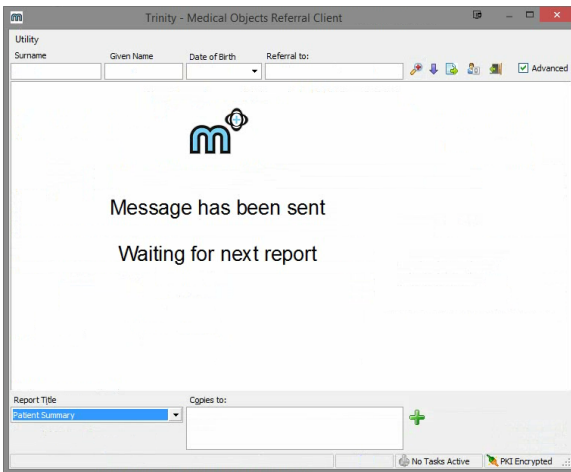 Trinity - Medical Objects Referral Client
Utility
Surname Given Name Date of Birth Referral to:
Advanced
m
Message has been sent
Waiting for next report
Report Title Copies to:
Patient Summary
No Tasks Active PKI Encrypted